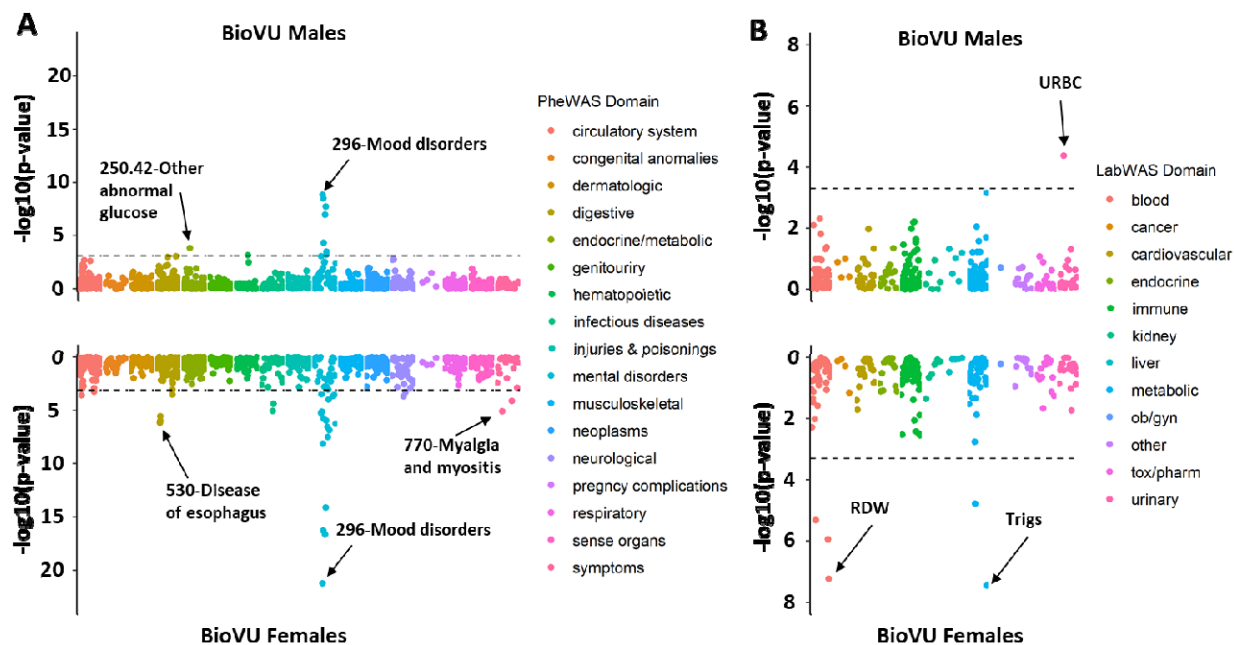 A
BioVU Males
-log10(p-value)
20
15
10
5
0
250.42-Other
abnormal
glucose
296-Mood disorders
0
5
10
15
20
-log10(p-value)
530-Disease
of esophagus
296-Mood disorders
770-Myalgia
and myositis
BioVU Females
PheWAS Domain
circulatory system
congenital anomalies
dermatologic
digestive
endocrine/metabolic
genitouriry
hematopoietic
infectious diseases
injuries & poisonings
mental disorders
musculoskeletal
neoplasms
neurological
pregncy complications
respiratory
sense organs
symptoms
B
BioVU Males
-log10(p-value)
8
6
4
2
0
URBC
0
2
4
6
8
-log10(p-value)
RDW
Trigs
BioVU Females
LabWAS Domain
blood
cancer
cardiovascular
endocrine
immune
kidney
liver
metabolic
ob/gyn
other
tox/pharm
urinary